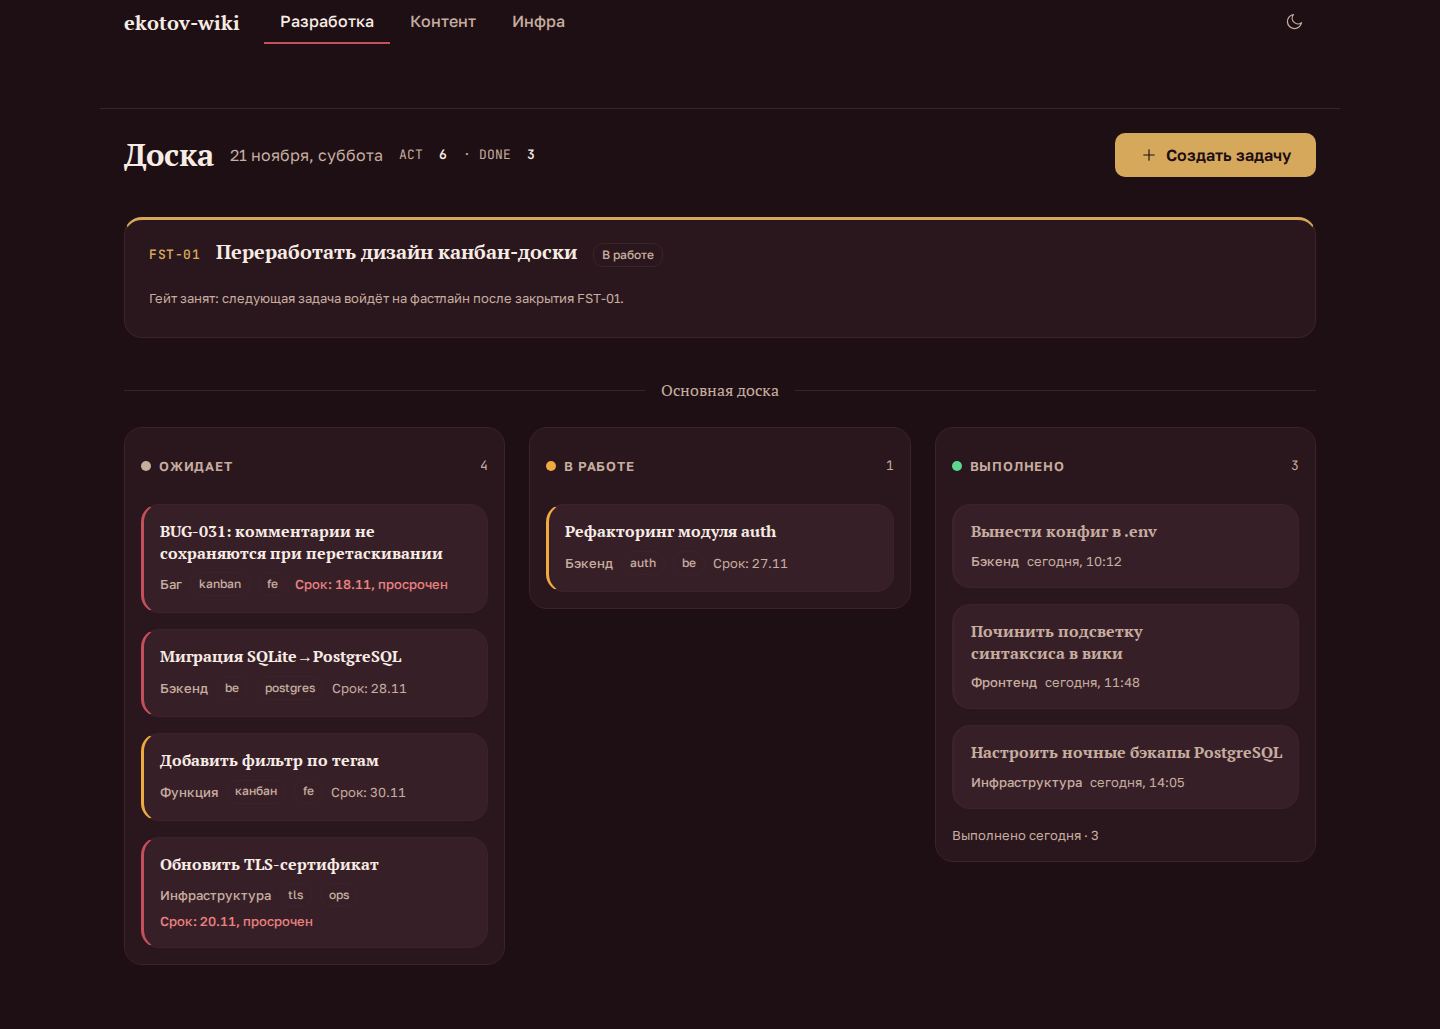 ekotov-wiki Разработка Контент Инфра
Доска 21 ноября, суббота ACT 6 · DONE 3
+ Создать задачу
FST-01 Переработать дизайн канбан-доски В работе
Гейт занят: следующая задача войдёт на фастлайн после закрытия FST-01.
Основная доска
ОЖИДАЕТ 4
BUG-031: комментарии не
сохраняются при перетаскивании
Баг kanban fe Срок: 18.11, просрочен
Миграция SQLite→PostgreSQL
Бэкенд be postgres Срок: 28.11
Добавить фильтр по тегам
Функция канбан fe Срок: 30.11
Обновить TLS-сертификат
Инфраструктура tls ops
Срок: 20.11, просрочен
В РАБОТЕ 1
Рефакторинг модуля auth
Бэкенд auth be Срок: 27.11
ВЫПОЛНЕНО 3
Вынести конфиг в .env
Бэкенд сегодня, 10:12
Починить подсветку
синтаксиса в вики
Фронтенд сегодня, 11:48
Настроить ночные бэкапы PostgreSQL
Инфраструктура сегодня, 14:05
Выполнено сегодня · 3